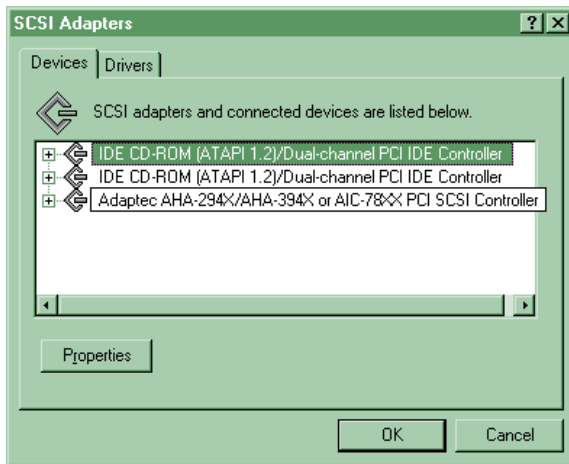 SCSI Adapters
Devices Drivers
SCSI adapters and connected devices are listed below.
IDE CD-ROM (ATAPI 1.2)/Dual-channel PCI IDE Controller
IDE CD-ROM (ATAPI 1.2)/Dual-channel PCI IDE Controller
Adaptec AHA-294X/AHA-394X or AIC-78XX PCI SCSI Controller
Properties
OK Cancel